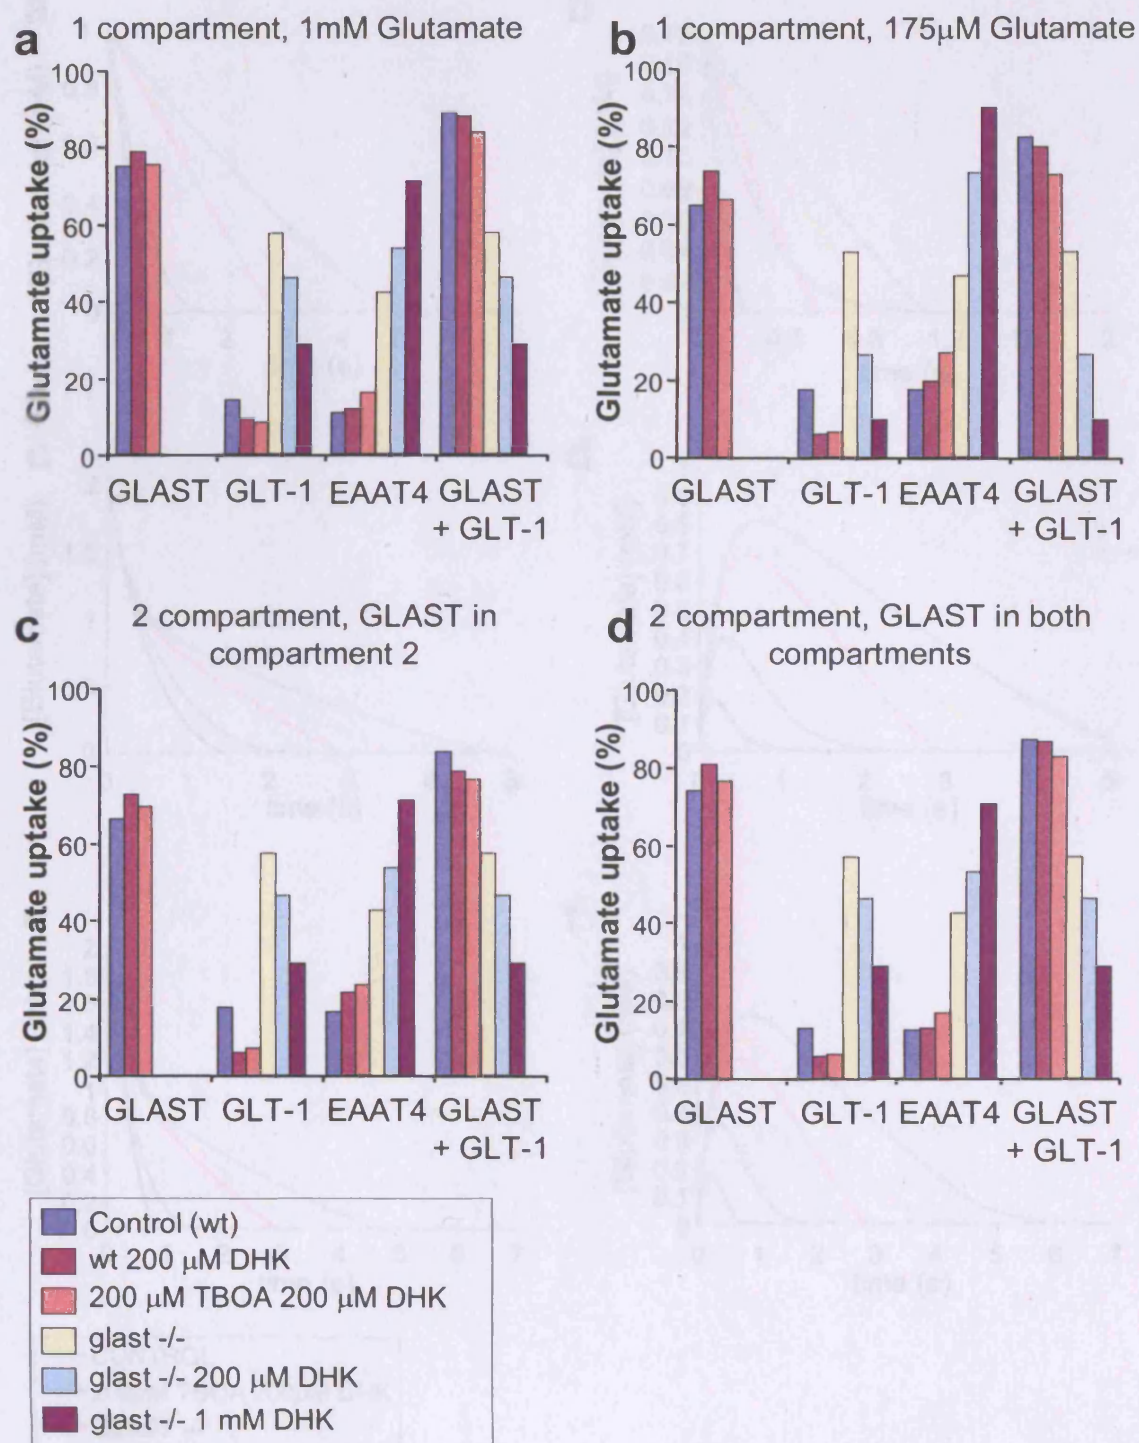 a 1 compartment, 1mM Glutamate
Glutamate uptake (%)
100
80
60
40
20
0
GLAST GLT-1 EAAT4 GLAST
+ GLT-1
b 1 compartment, 175µM Glutamate
Glutamate uptake (%)
100
80
60
40
20
0
GLAST GLT-1 EAAT4 GLAST
+ GLT-1
c 2 compartment, GLAST in
compartment 2
Glutamate uptake (%)
100
80
60
40
20
0
GLAST GLT-1 EAAT4 GLAST
+ GLT-1
d 2 compartment, GLAST in both
compartments
Glutamate uptake (%)
100
80
60
40
20
0
GLAST GLT-1 EAAT4 GLAST
+ GLT-1
Control (wt)
wt 200 µM DHK
200 µM TBOA 200 µM DHK
glast -/-
glast -/- 200 µM DHK
glast -/- 1 mM DHK